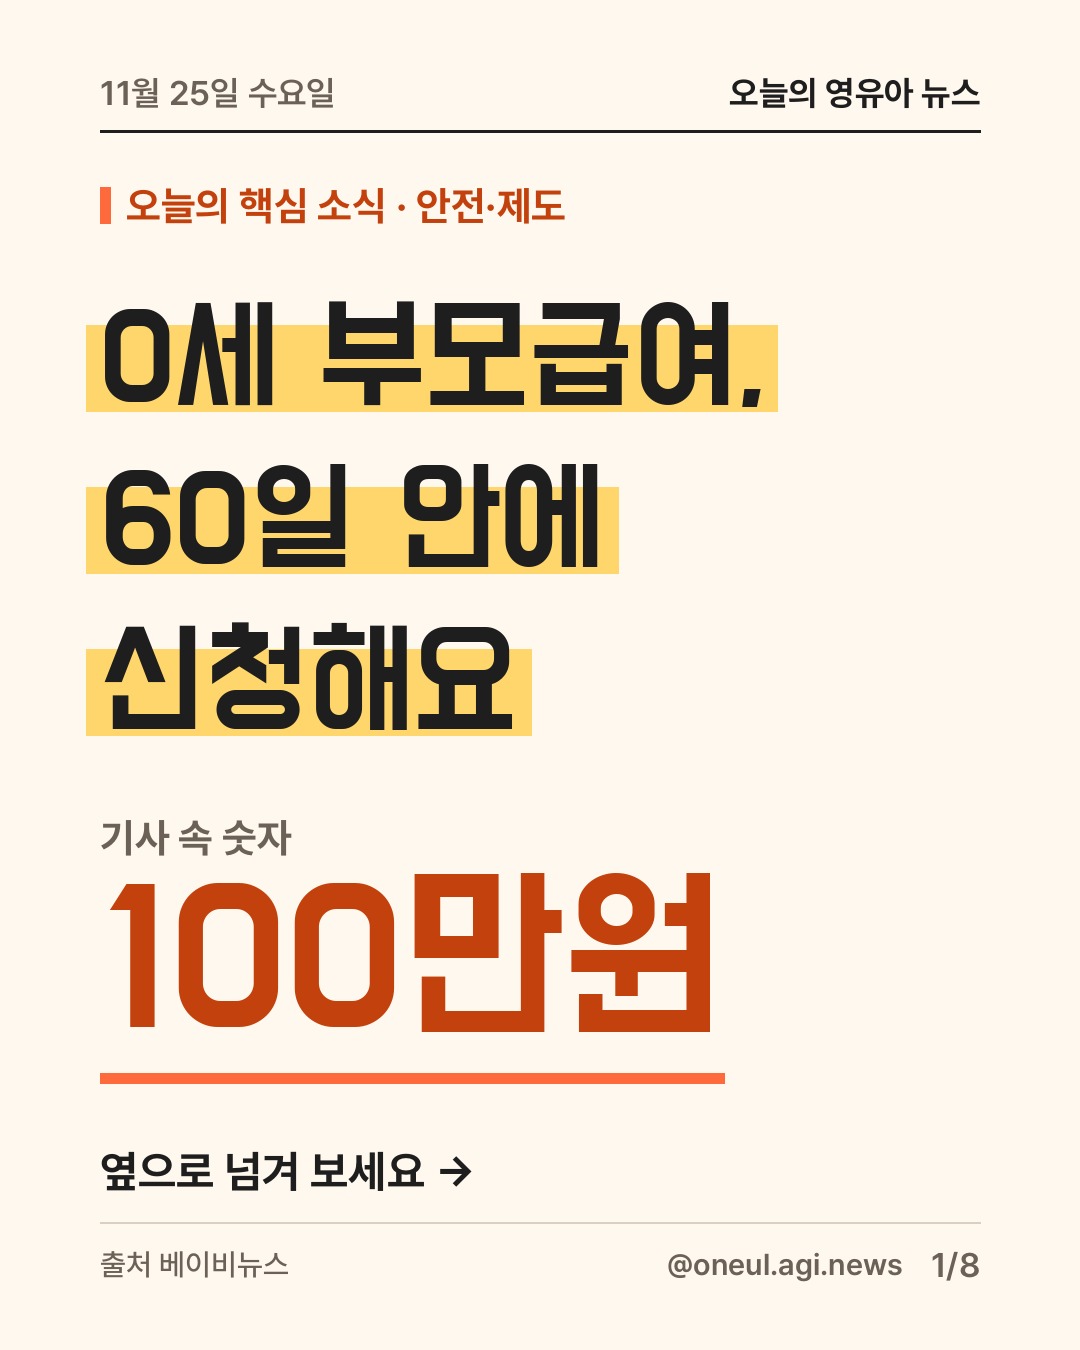 11월 25일 수요일
오늘의 영유아 뉴스
오늘의 핵심 소식 · 안전·제도
0세 부모급여,
60일 안에
신청해요
기사 속 숫자
100만원
옆으로 넘겨 보세요 →
출처 베이비뉴스
@oneul.agi.news 1/8